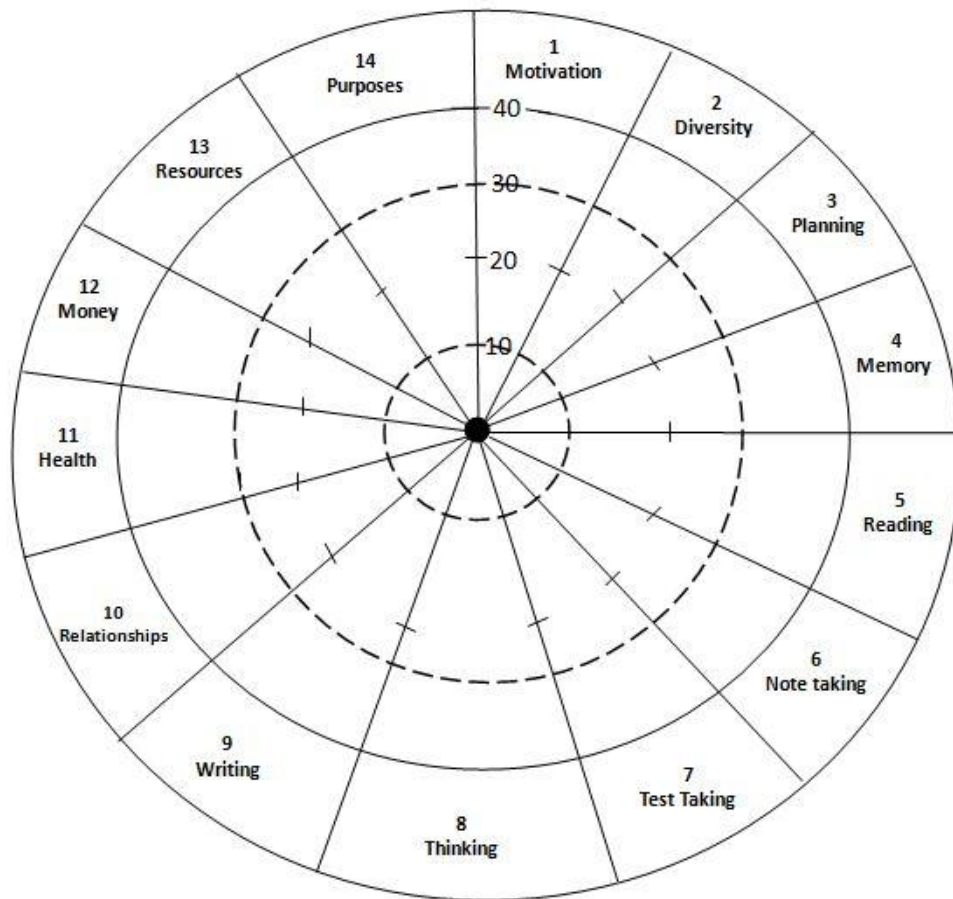 1
Motivation
2
Diversity
3
Planning
4
Memory
5
Reading
6
Note taking
7
Test Taking
8
Thinking
9
Writing
10
Relationships
11
Health
12
Money
13
Resources
14
Purposes
40
30
20
10